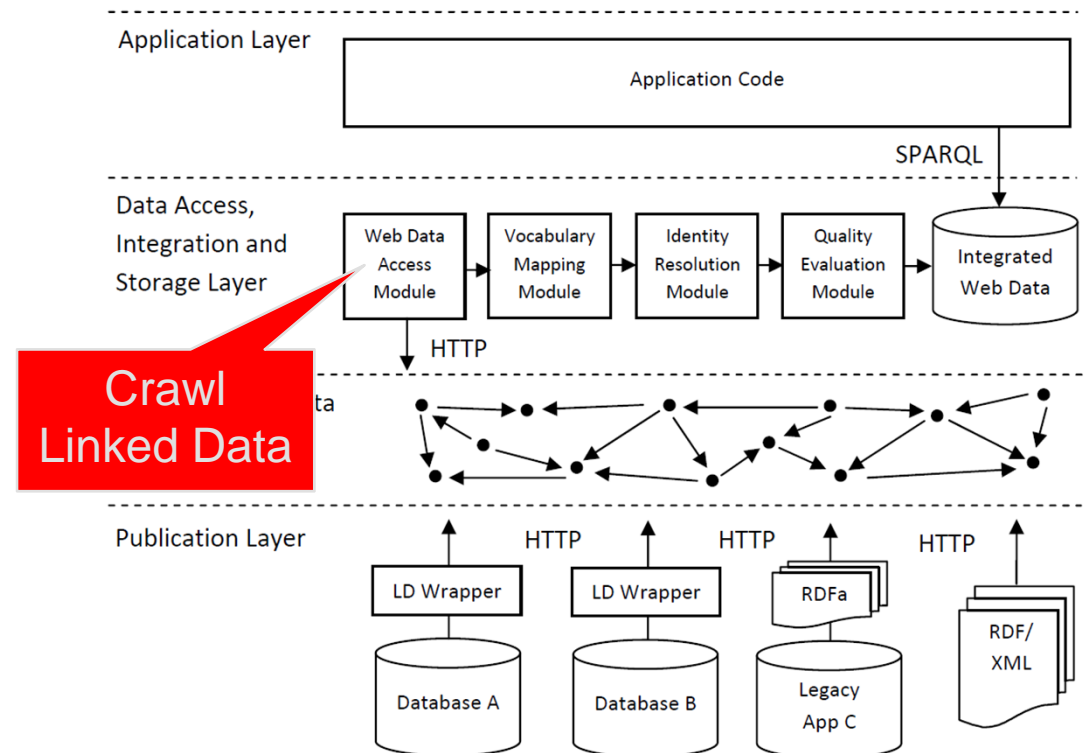 Application Layer
Application Code
SPARQL
Data Access,
Integration and
Storage Layer
Web Data
Access
Module
Vocabulary
Mapping
Module
Identity
Resolution
Module
Quality
Evaluation
Module
Integrated
Web Data
HTTP
Crawl
Linked Data
ta
Publication Layer
HTTP
HTTP
HTTP
LD Wrapper
LD Wrapper
RDFa
RDF/
XML
Database A
Database B
Legacy
App C